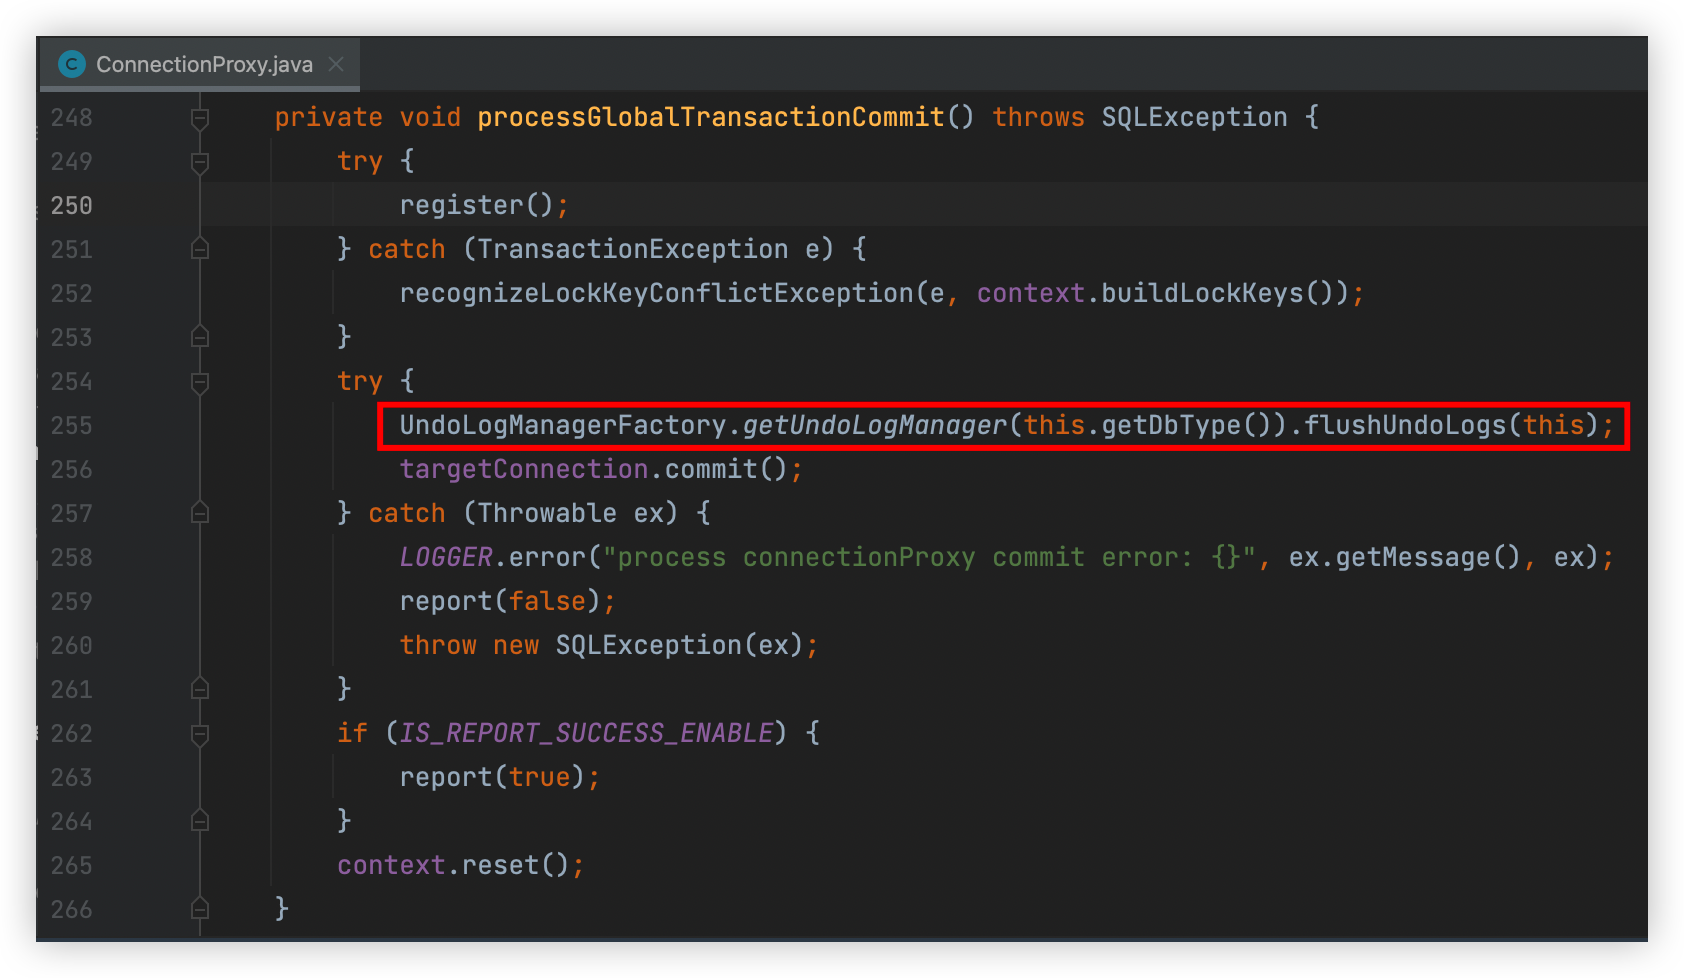 C ConnectionProxy.java
248 private void processGlobalTransactionCommit() throws SQLException {
249 try {
250 register();
251 } catch (TransactionException e) {
252 recognizeLockKeyConflictException(e, context.buildLockKeys());
253 }
254 try {
255 UndoLogManagerFactory.getUndoLogManager(this.getDbType()).flushUndoLogs(this);
256 targetConnection.commit();
257 } catch (Throwable ex) {
258 LOGGER.error("process connectionProxy commit error: {}", ex.getMessage(), ex);
259 report(false);
260 throw new SQLException(ex);
261 }
262 if (IS_REPORT_SUCCESS_ENABLE) {
263 report(true);
264 }
265 context.reset();
266 }